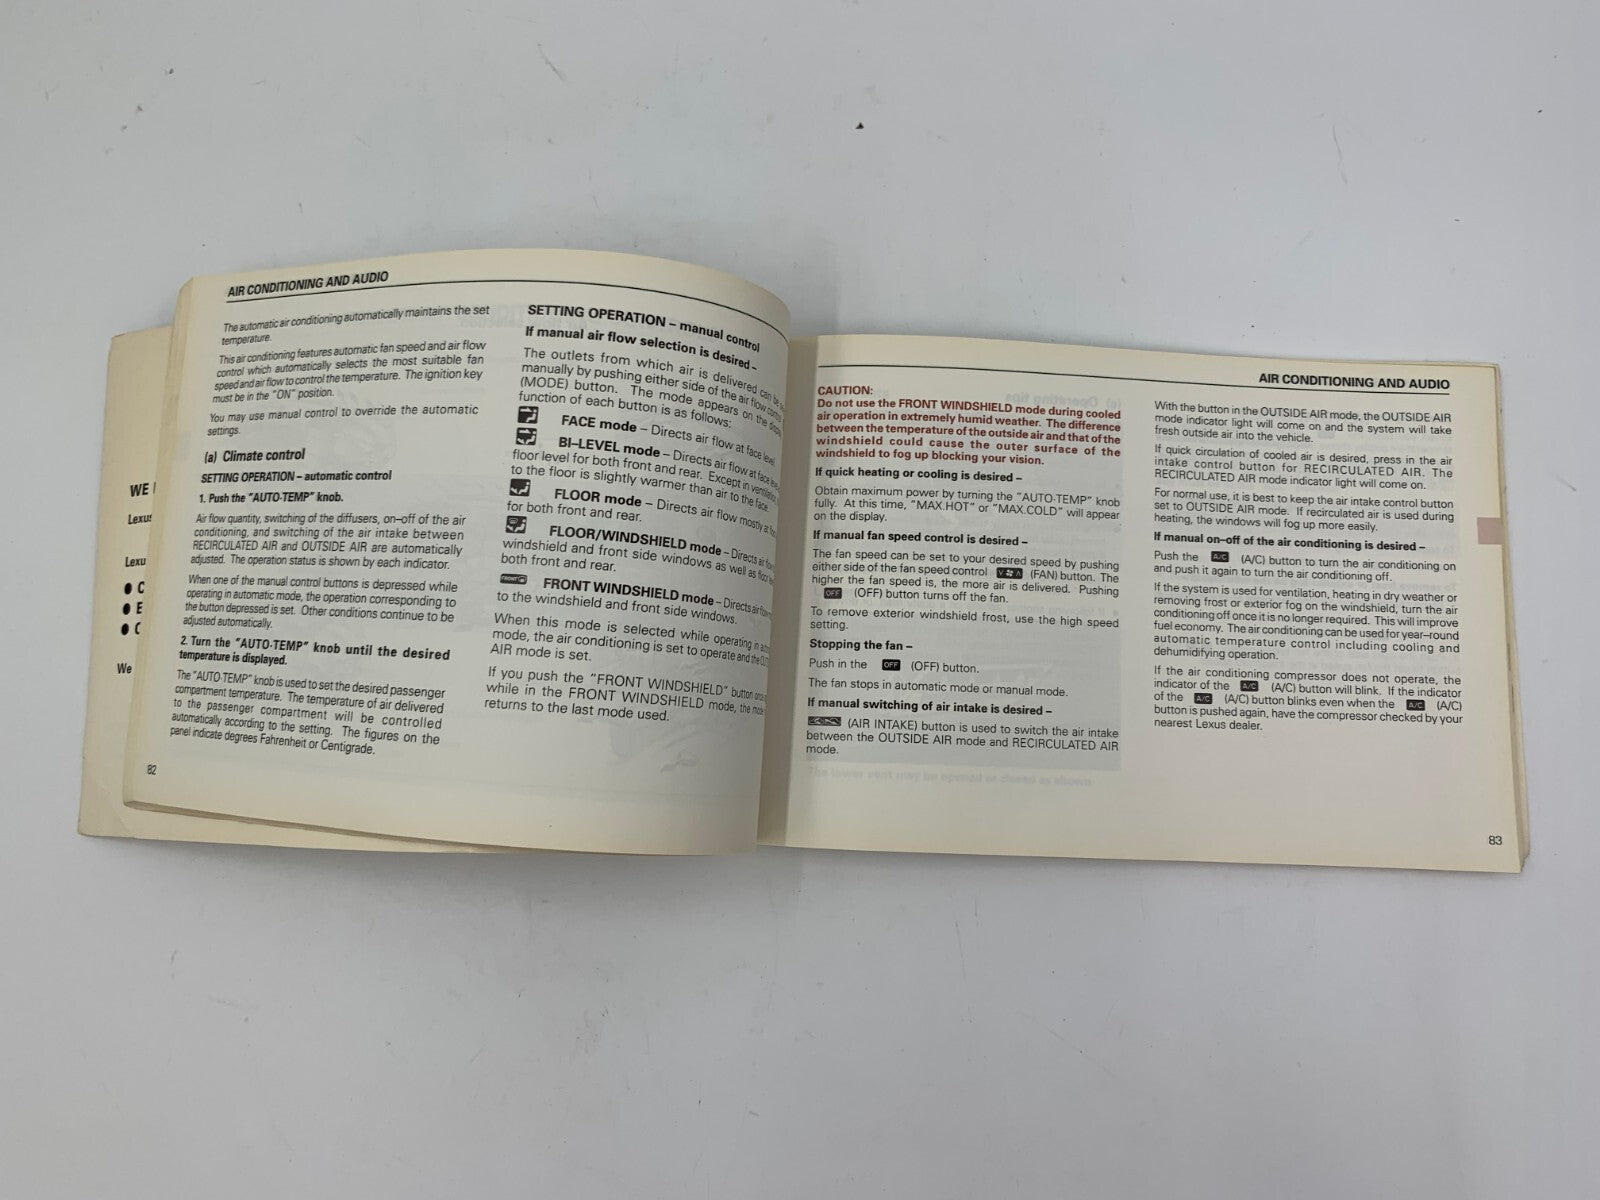 WE
Lexus
Lexu
● C
● E
● C
We
AIR CONDITIONING AND AUDIO
The automatic air conditioning automatically maintains the set
temperature.
This air conditioning features automatic fan speed and air flow
control which automatically selects the most suitable fan
speed and air flow to control the temperature. The ignition key
must be in the "ON" position.
You may use manual control to override the automatic
settings.
(a) Climate control
SETTING OPERATION – automatic control
1. Push the "AUTO·TEMP" knob.
Air flow quantity, switching of the diffusers, on–off of the air
conditioning, and switching of the air intake between
RECIRCULATED AIR and OUTSIDE AIR are automatically
adjusted. The operation status is shown by each indicator.
When one of the manual control buttons is depressed while
operating in automatic mode, the operation corresponding to
the button depressed is set. Other conditions continue to be
adjusted automatically.
2. Turn the "AUTO·TEMP" knob until the desired
temperature is displayed.
The "AUTO·TEMP" knob is used to set the desired passenger
compartment temperature. The temperature of air delivered
to the passenger compartment will be controlled
automatically according to the setting. The figures on the
panel indicate degrees Fahrenheit or Centigrade.
82
SETTING OPERATION – manual control
If manual air flow selection is desired –
The outlets from which air is delivered can be
manually by pushing either side of the air flow control
(MODE) button. The mode appears on the display
function of each button is as follows:
FACE mode – Directs air flow at face level.
BI–LEVEL mode – Directs air flow at face
floor level for both front and rear. Except in ventilation,
to the floor is slightly warmer than air to the face.
FLOOR mode – Directs air flow mostly at
for both front and rear.
FLOOR/WINDSHIELD mode – Directs air
windshield and front side windows as well as floor
both front and rear.
FRONT FRONT WINDSHIELD mode – Directs air flow
to the windshield and front side windows.
When this mode is selected while operating in
mode, the air conditioning is set to operate and the
AIR mode is set.
If you push the "FRONT WINDSHIELD" button once
while in the FRONT WINDSHIELD mode, the mode
returns to the last mode used.
AIR CONDITIONING AND AUDIO
CAUTION:
Do not use the FRONT WINDSHIELD mode during cooled
air operation in extremely humid weather. The difference
between the temperature of the outside air and that of the
windshield could cause the outer surface of the
windshield to fog up blocking your vision.
If quick heating or cooling is desired –
Obtain maximum power by turning the "AUTO·TEMP" knob
fully. At this time, "MAX.HOT" or "MAX.COLD" will appear
on the display.
If manual fan speed control is desired –
The fan speed can be set to your desired speed by pushing
either side of the fan speed control (FAN) button. The
higher the fan speed is, the more air is delivered. Pushing
OFF (OFF) button turns off the fan.
To remove exterior windshield frost, use the high speed
setting.
Stopping the fan –
Push in the OFF (OFF) button.
The fan stops in automatic mode or manual mode.
If manual switching of air intake is desired –
(AIR INTAKE) button is used to switch the air intake
between the OUTSIDE AIR mode and RECIRCULATED AIR
mode.
With the button in the OUTSIDE AIR mode, the OUTSIDE AIR
mode indicator light will come on and the system will take
fresh outside air into the vehicle.
If quick circulation of cooled air is desired, press in the air
intake control button for RECIRCULATED AIR. The
RECIRCULATED AIR mode indicator light will come on.
For normal use, it is best to keep the air intake control button
set to OUTSIDE AIR mode. If recirculated air is used during
heating, the windows will fog up more easily.
If manual on–off of the air conditioning is desired –
Push the A/C (A/C) button to turn the air conditioning on
and push it again to turn the air conditioning off.
If the system is used for ventilation, heating in dry weather or
removing frost or exterior fog on the windshield, turn the air
conditioning off once it is no longer required. This will improve
fuel economy. The air conditioning can be used for year–round
automatic temperature control including cooling and
dehumidifying operation.
If the air conditioning compressor does not operate, the
indicator of the A/C (A/C) button will blink. If the indicator
of the A/C (A/C) button blinks even when the A/C (A/C)
button is pushed again, have the compressor checked by your
nearest Lexus dealer.
83